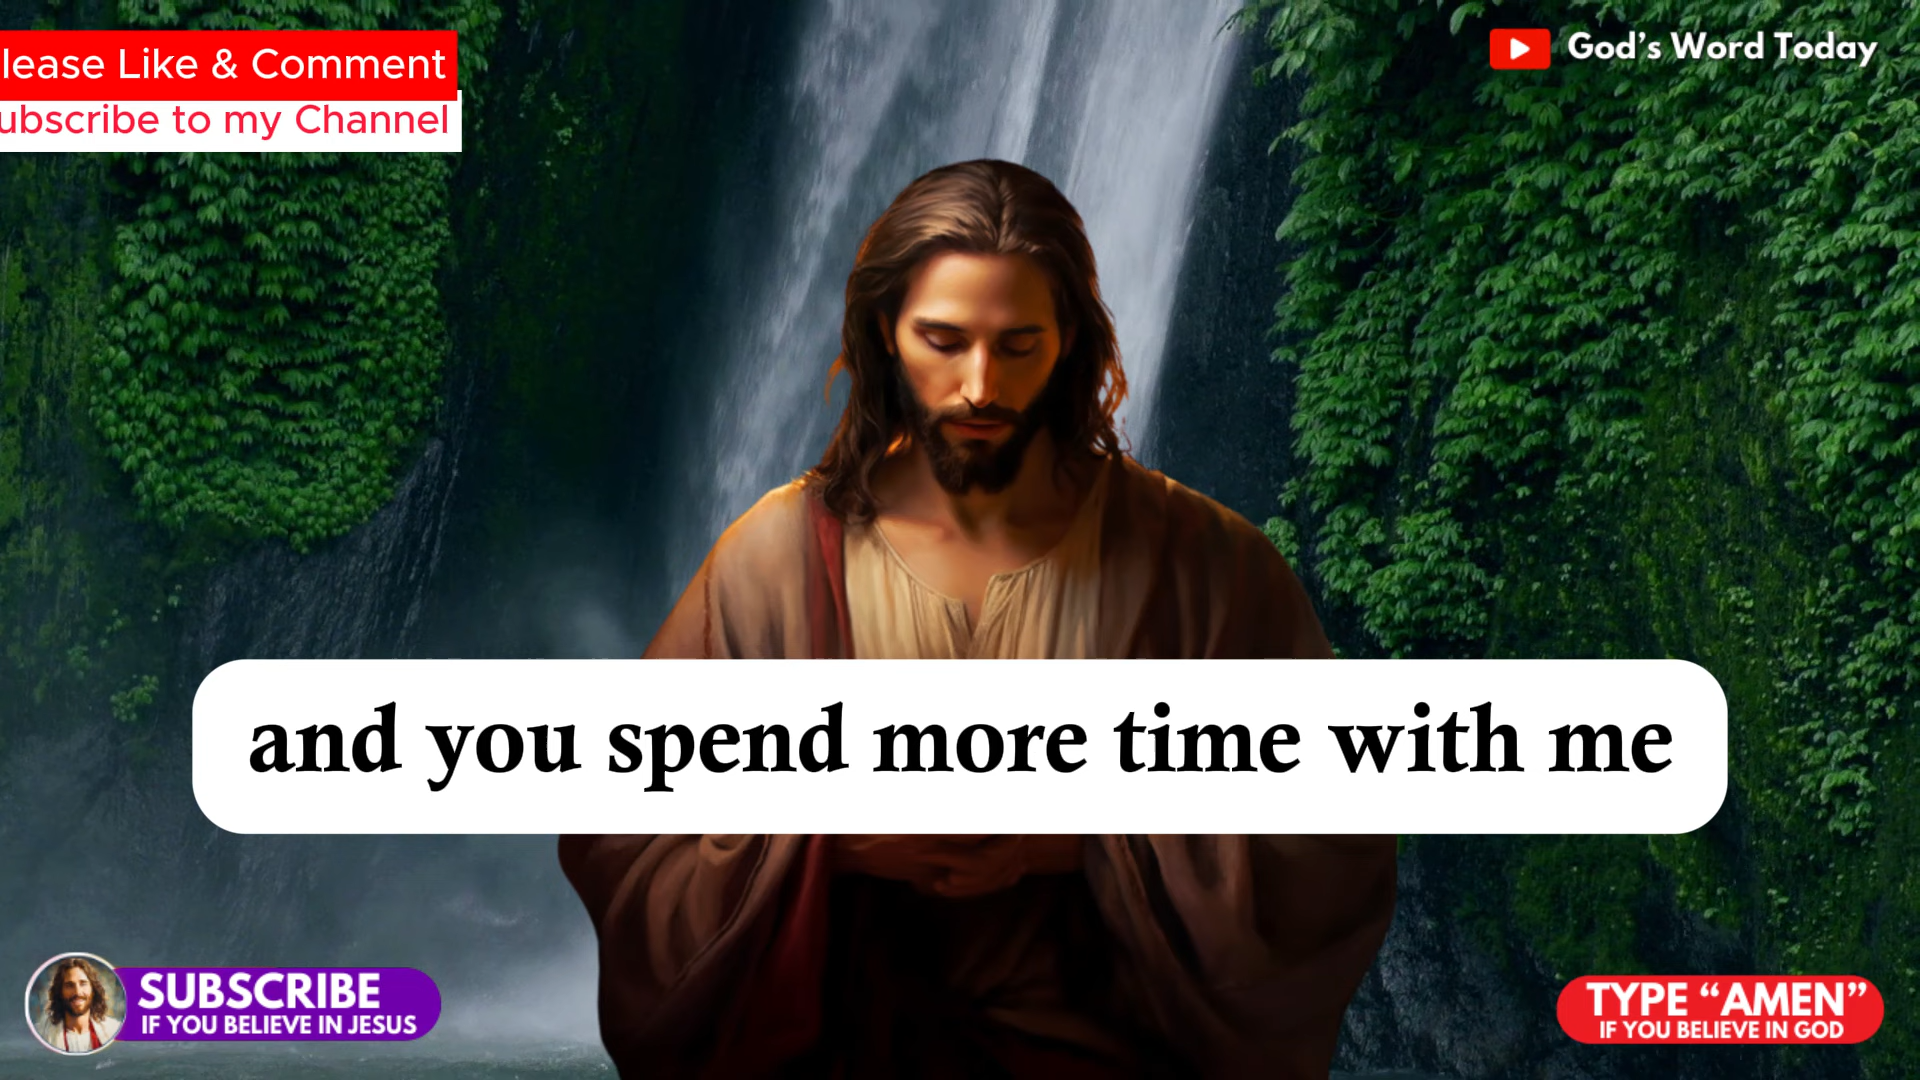 lease Like & Comment
ubscribe to my Channel
God's Word Today
and you spend more time with me
SUBSCRIBE
IF YOU BELIEVE IN JESUS
TYPE “AMEN”
IF YOU BELIEVE IN GOD